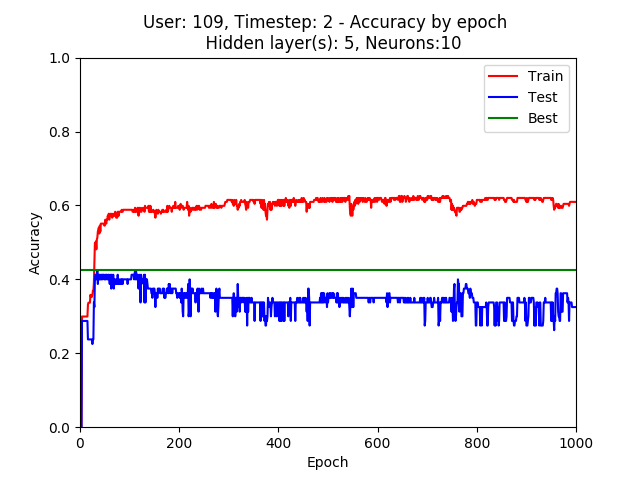 User: 109, Timestep: 2 - Accuracy by epoch
Hidden layer(s): 5, Neurons:10
1.0
0.8
0.6
0.4
0.2
0.0
Accuracy
Train
Test
Best
0 200 400 600 800 1000
Epoch